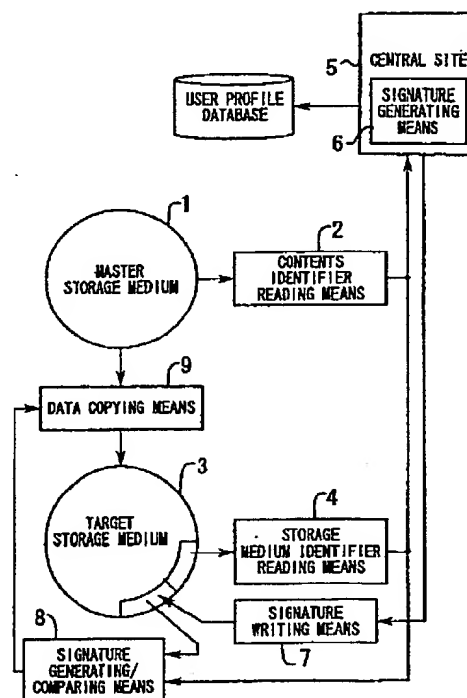 5
CENTRAL SITE
SIGNATURE
GENERATING
MEANS
6
USER PROFILE
DATABASE
1
MASTER
STORAGE MEDIUM
2
CONTENTS
IDENTIFIER
READING MEANS
9
DATA COPYING MEANS
3
TARGET
STORAGE MEDIUM
4
STORAGE
MEDIUM IDENTIFIER
READING MEANS
8
SIGNATURE
WRITING MEANS
7
SIGNATURE
GENERATING/
COMPARING MEANS